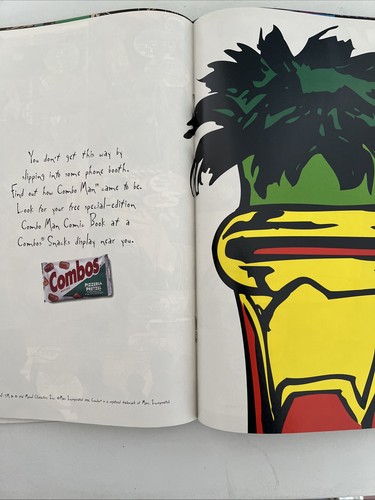 You don't get this way by
slipping into some phone booth.
Find out how Combo Man™ came to be.
Look for your free special-edition
Combo Man Comic Book at a
Combos® Snacks display near you.
Combos
PIZZERIA
PRETZEL